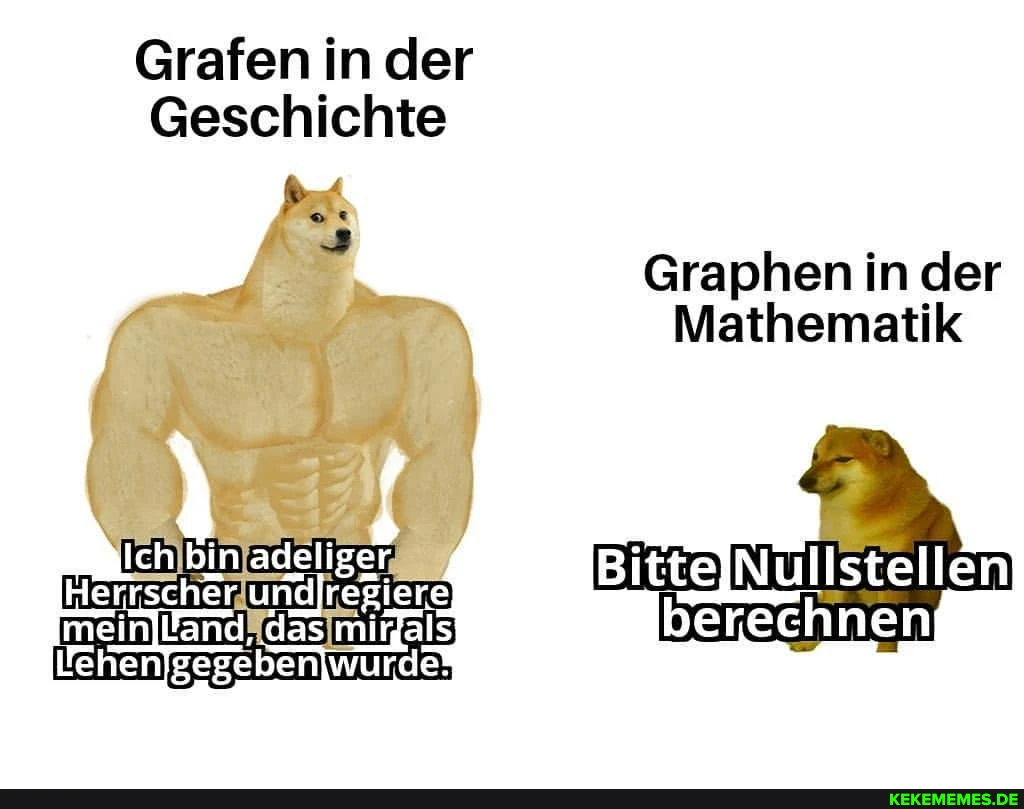 Grafen in der
Geschichte
Graphen in der
Mathematik
Ich bin adeliger
Herrscher und regiere
mein Land, das mir als
Lehen gegeben wurde.
Bitte Nullstellen
berechnen
KEKEMEMES.DE